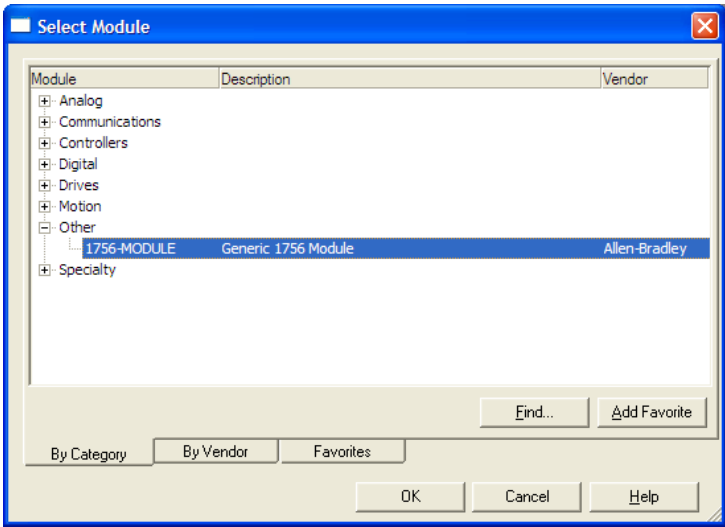 Select Module
Module Description Vendor
Analog
Communications
Controllers
Digital
Drives
Motion
Other
1756-MODULE Generic 1756 Module Allen-Bradley
Specialty
Find... Add Favorite
By Category By Vendor Favorites
OK Cancel Help